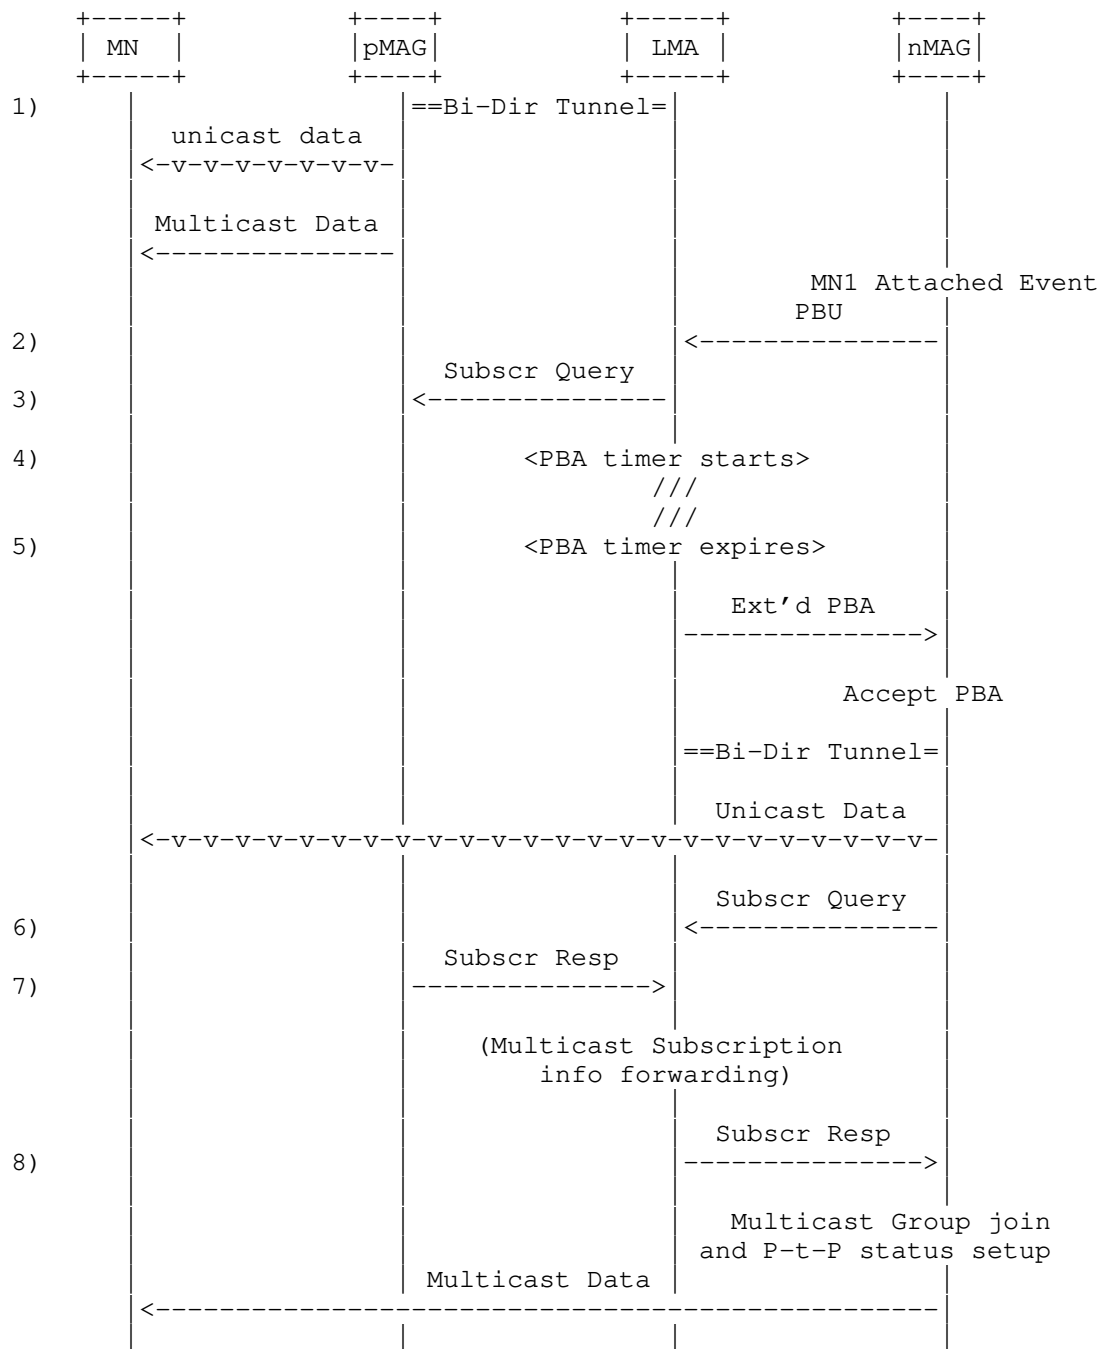 MN pMAG LMA nMAG
1) ==Bi-Dir Tunnel=
unicast data
<-v-v-v-v-v-v-v-
Multicast Data
<---------------
MN1 Attached Event
PBU
2) <---------------
Subscr Query
3) <---------------
4) <PBA timer starts>
///
///
5) <PBA timer expires>
Ext'd PBA
--------------->
Accept PBA
==Bi-Dir Tunnel=
Unicast Data
<-v-v-v-v-v-v-v-v-v-v-v-v-v-v-v-v-v-v-v-v-v-v-v-v-
Subscr Query
6) <---------------
Subscr Resp
7) --------------->
(Multicast Subscription
info forwarding)
Subscr Resp
8) --------------->
Multicast Group join
and P-t-P status setup
Multicast Data
<-------------------------------------------------